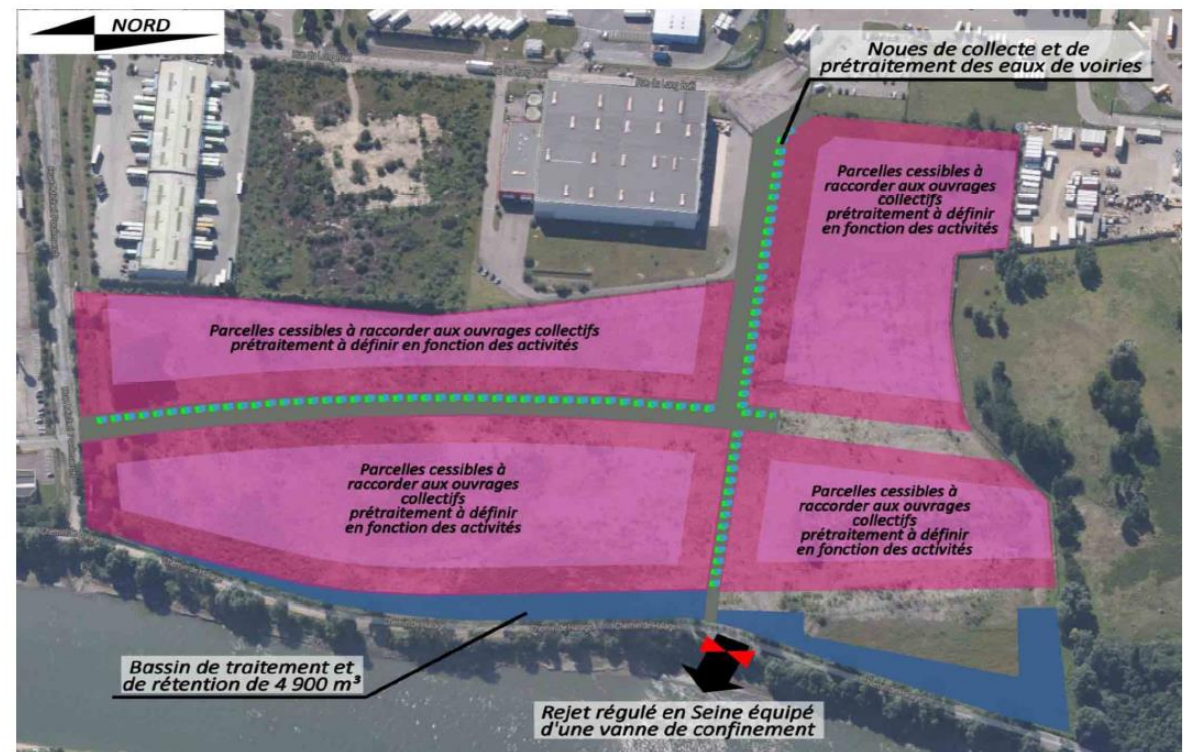 NORD
Noues de collecte et de
prétraitement des eaux de voiries
Parcelles cessibles à
raccorder aux ouvrages
collectifs
prétraitement à définir
en fonction des activités
Parcelles cessibles à raccorder aux ouvrages collectifs
prétraitement à définir en fonction des activités
Parcelles cessibles à
raccorder aux ouvrages
collectifs
prétraitement à définir
en fonction des activités
Parcelles cessibles à
raccorder aux ouvrages
collectifs
prétraitement à définir
en fonction des activités
Bassin de traitement et
de rétention de 4 900 m³
Rejet régulé en Seine équipé
d'une vanne de confinement